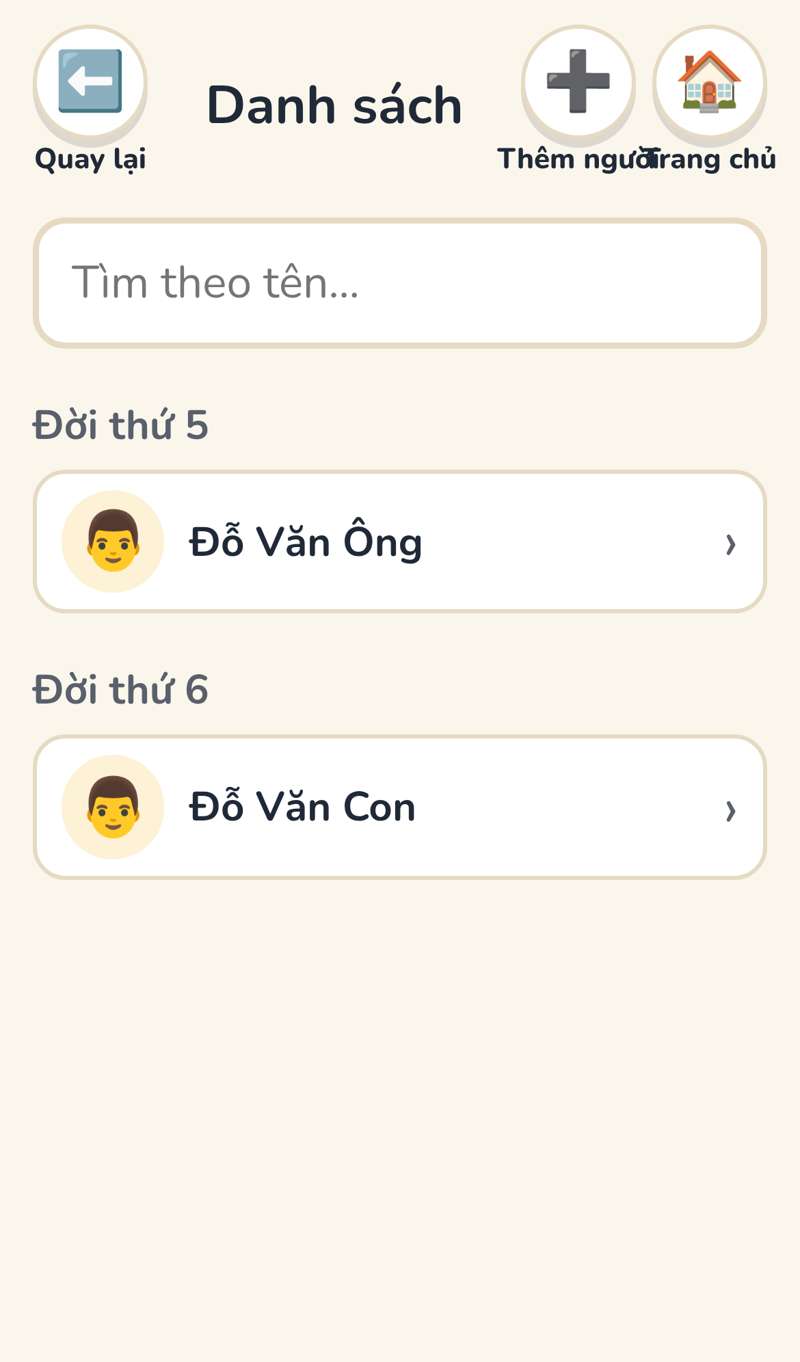 Danh sách
Quay lại
Thêm người
Trang chủ
Tìm theo tên...
Đời thứ 5
Đỗ Văn Ông
Đời thứ 6
Đỗ Văn Con